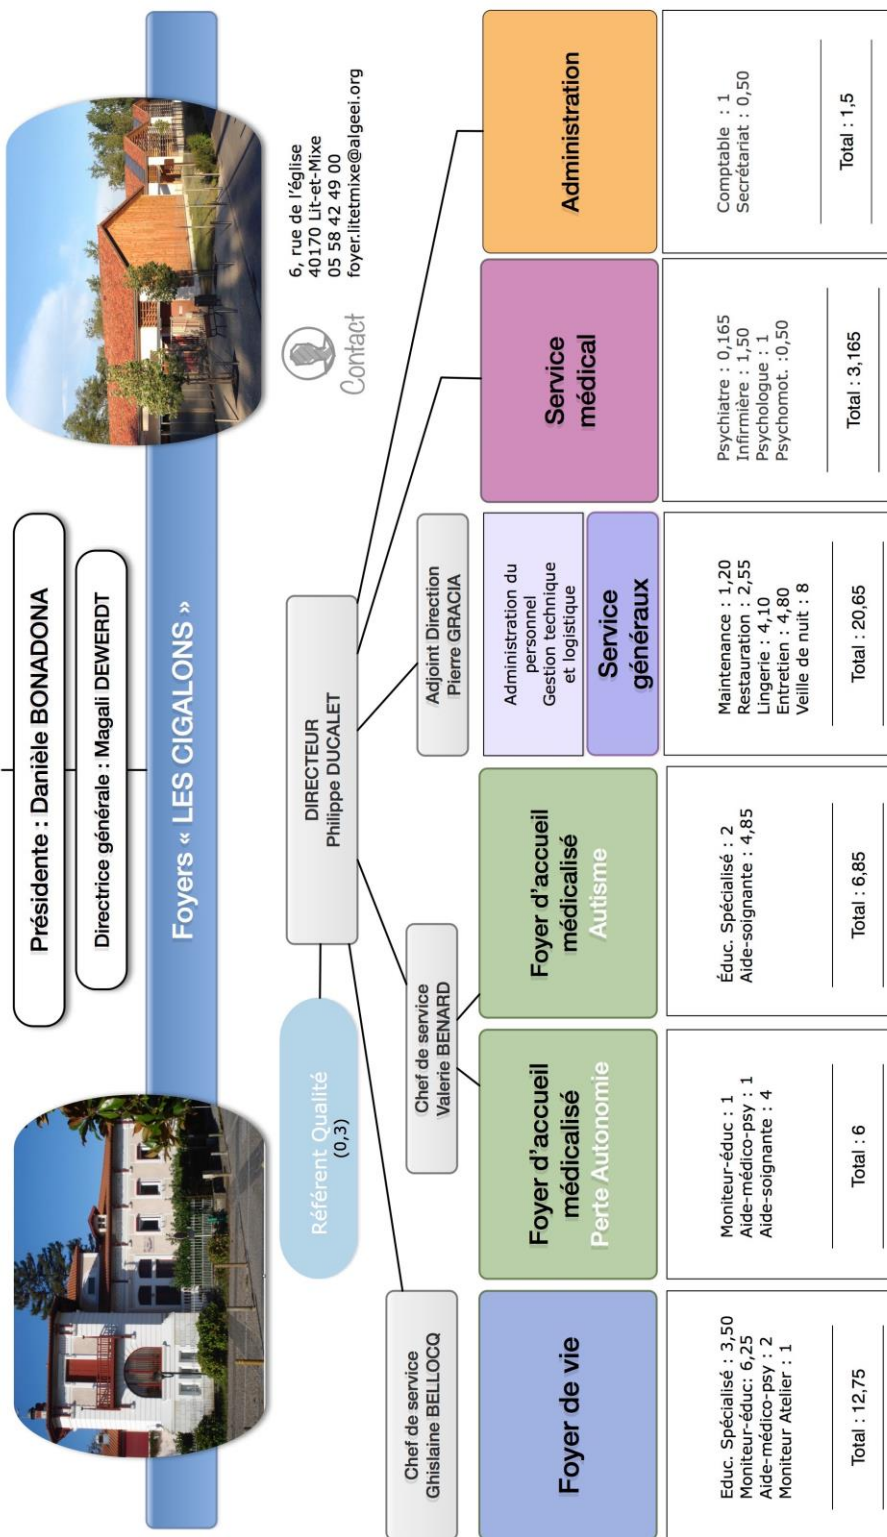 Présidente : Danièle BONADONA
Directrice générale : Magali DEWERDT
Foyers « LES CIGALONS »
Contact
6, rue de l'église
40170 Lit-et-Mixe
05 58 42 49 00
foyer.litetmixe@algeei.org
Référent Qualité
(0,3)
DIRECTEUR
Philippe DUCALET
Chef de service
Ghislaine BELLOCQ
Chef de service
Valerie BENARD
Adjoint Direction
Pierre GRACIA
Foyer de vie
Foyer d'accueil
médicalisé
Perte Autonomie
Foyer d'accueil
médicalisé
Autisme
Administration du
personnel
Gestion technique
et logistique
Service
généraux
Service
médical
Administration
Educ. Spécialisé : 3,50
Moniteur-éduc: 6,25
Aide-médico-psy : 2
Moniteur Atelier : 1
Total : 12,75
Moniteur-éduc : 1
Aide-médico-psy : 1
Aide-soignante : 4
Total : 6
Éduc. Spécialisé : 2
Aide-soignante : 4,85
Total : 6,85
Maintenance : 1,20
Restauration : 2,55
Lingerie : 4,10
Entretien : 4,80
Veille de nuit : 8
Total : 20,65
Psychiatre : 0,165
Infirmière : 1,50
Psychologue : 1
Psychomot. :0,50
Total : 3,165
Comptable : 1
Secrétariat : 0,50
Total : 1,5